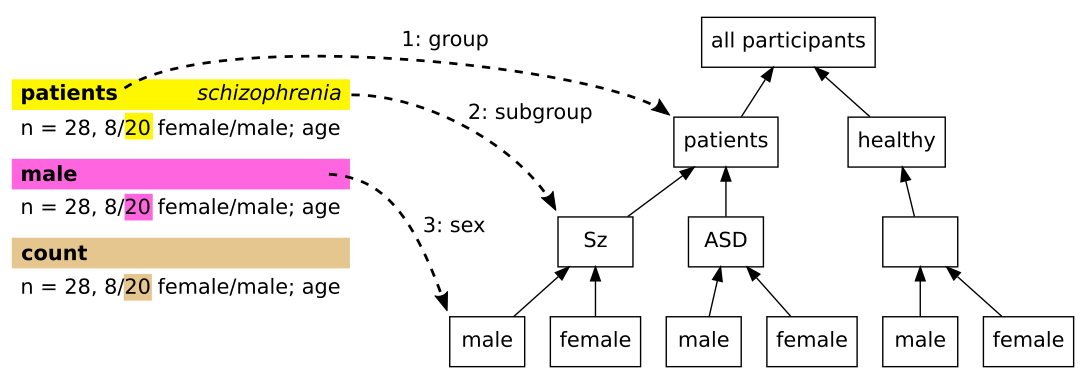 1: group
all participants
patients schizophrenia
n = 28, 8/20 female/male; age
2: subgroup
patients
healthy
male
n = 28, 8/20 female/male; age
3: sex
Sz
ASD
count
n = 28, 8/20 female/male; age
male
female
male
female
male
female